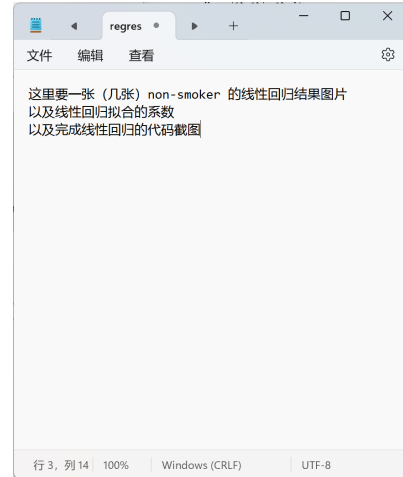 regres
文件 编辑 查看
这里要一张（几张）non-smoker 的线性回归结果图片
以及线性回归拟合的系数
以及完成线性回归的代码截图
行 3，列 14 100% Windows (CRLF) UTF-8